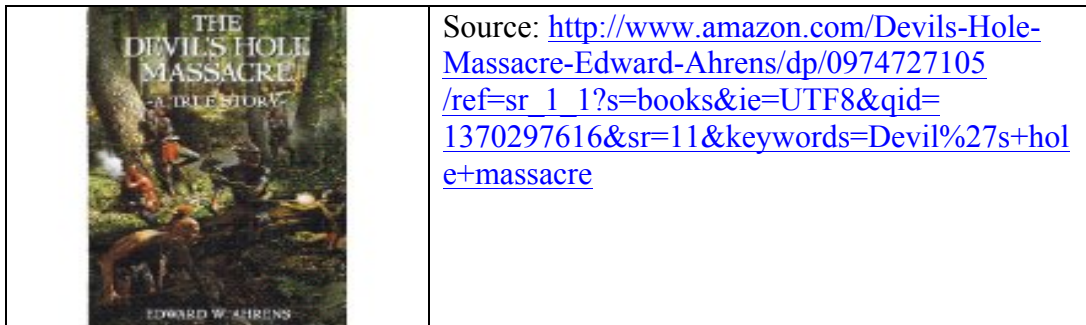 THE
DEVIL'S HOLE
MASSACRE
-A TRUE STORY-
EDWARD W. AHRENS
Source: http://www.amazon.com/Devils-Hole-
Massacre-Edward-Ahrens/dp/0974727105
/ref=sr_1_1?s=books&ie=UTF8&qid=
1370297616&sr=11&keywords=Devil%27s+hol
e+massacre